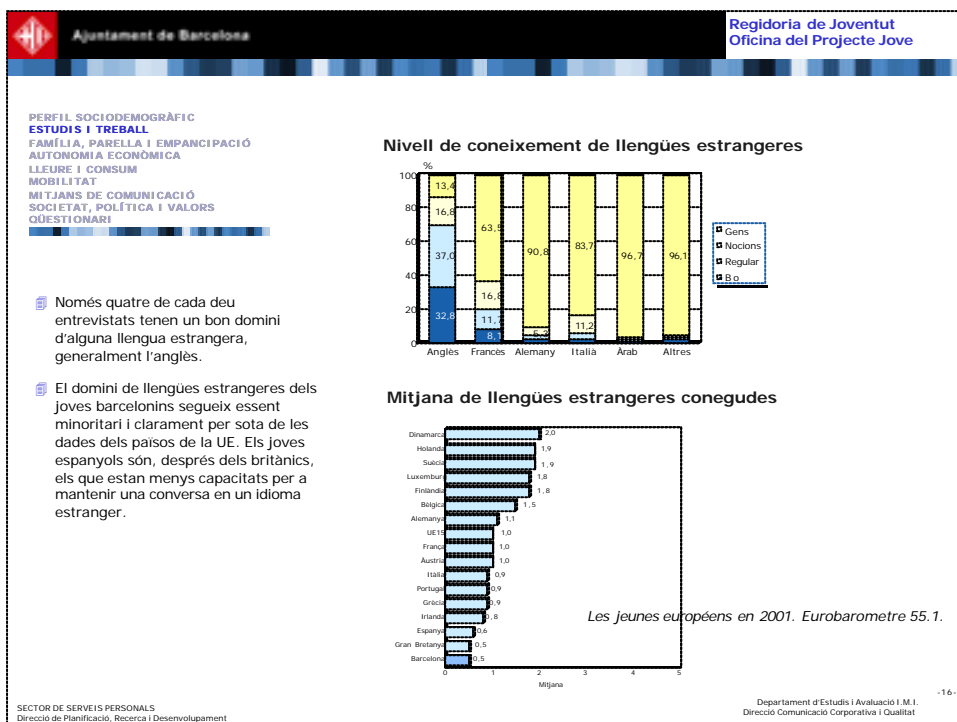 Ajuntament de Barcelona
Regidoria de Joventut
Oficina del Projecte Jove
PERFIL SOCIODEMOGRÀFIC
ESTUDIS I TREBALL
FAMÍLIA, PARELLA I EMPANCIPACIÓ
AUTONOMIA ECONÒMICA
LLEURE I CONSUM
MOBILITAT
MITJANS DE COMUNICACIÓ
SOCIETAT, POLÍTICA I VALORS
QÜESTIONARI
Només quatre de cada deu
entrevistats tenen un bon domini
d'alguna llengua estrangera,
generalment l'anglès.
El domini de llengües estrangeres dels
joves barcelonins segueix essent
minoritari i clarament per sota de les
dades dels països de la UE. Els joves
espanyols són, després dels britànics,
els que estan menys capacitats per a
mantenir una conversa en un idioma
estranger.
Nivell de coneixement de llengües estrangeres
%
100
80
60
40
20
0
13,4
16,8
37,0
32,8
63,5
16,8
11,7
8,1
90,8
5,3
83,7
11,2
96,7
96,1
Anglès Francès Alemany Italià Àrab Altres
Gens
Nocions
Regular
Bo
Mitjana de llengües estrangeres conegudes
Dinamarca 2,0
Holanda 1,9
Suècia 1,9
Luxemburg 1,8
Finlàndia 1,8
Bèlgica 1,5
Alemanya 1,1
UE15 1,0
França 1,0
Àustria 1,0
Itàlia 0,9
Portugal 0,9
Grècia 0,9
Irlanda 0,8
Espanya 0,6
Gran Bretanya 0,5
Barcelona 0,5
0 1 2 3 4 5
Mitjana
Les jeunes européens en 2001. Eurobarometre 55.1.
SECTOR DE SERVEIS PERSONALS
Direcció de Planificació, Recerca i Desenvolupament
Departament d'Estudis i Avaluació I.M.I.
Direcció Comunicació Corporativa i Qualitat
-16-